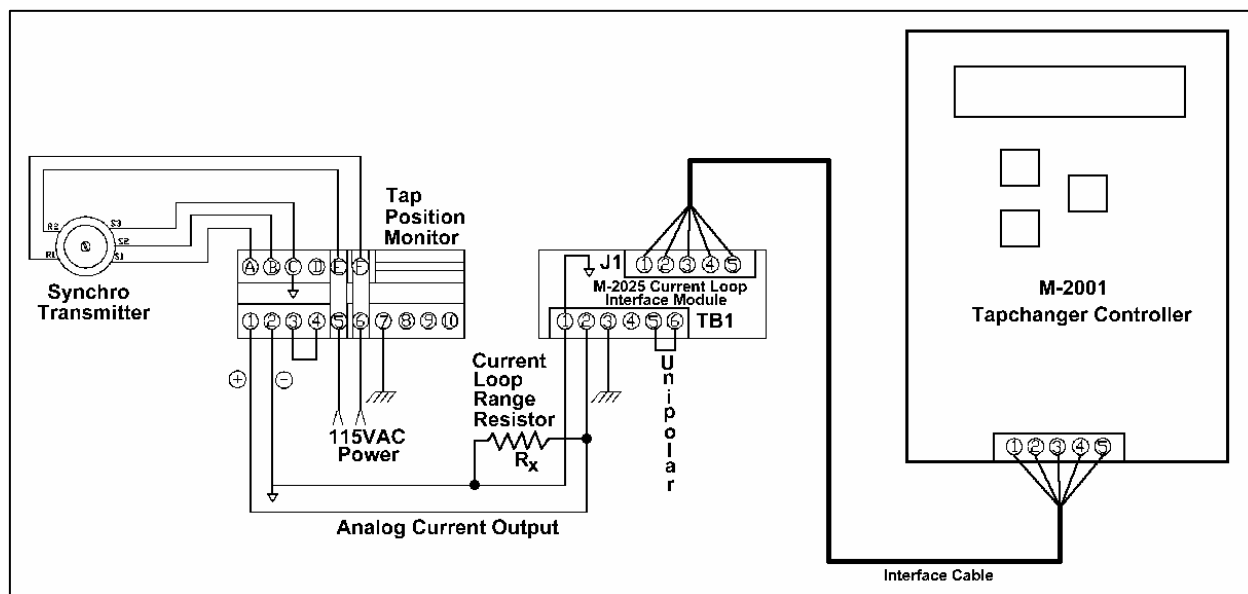 R2
R1
S3
S2
S1
Synchro
Transmitter
Tap
Position
Monitor
A B C D E F
1 2 3 4 5 6 7 8 9 10
+
-
115VAC
Power
Current
Loop
Range
Resistor
Rx
Analog Current Output
J1
1 2 3 4 5
M-2025 Current Loop
Interface Module
1 2 3 4 5 6
TB1
Unipolar
M-2001
Tapchanger Controller
1 2 3 4 5
Interface Cable